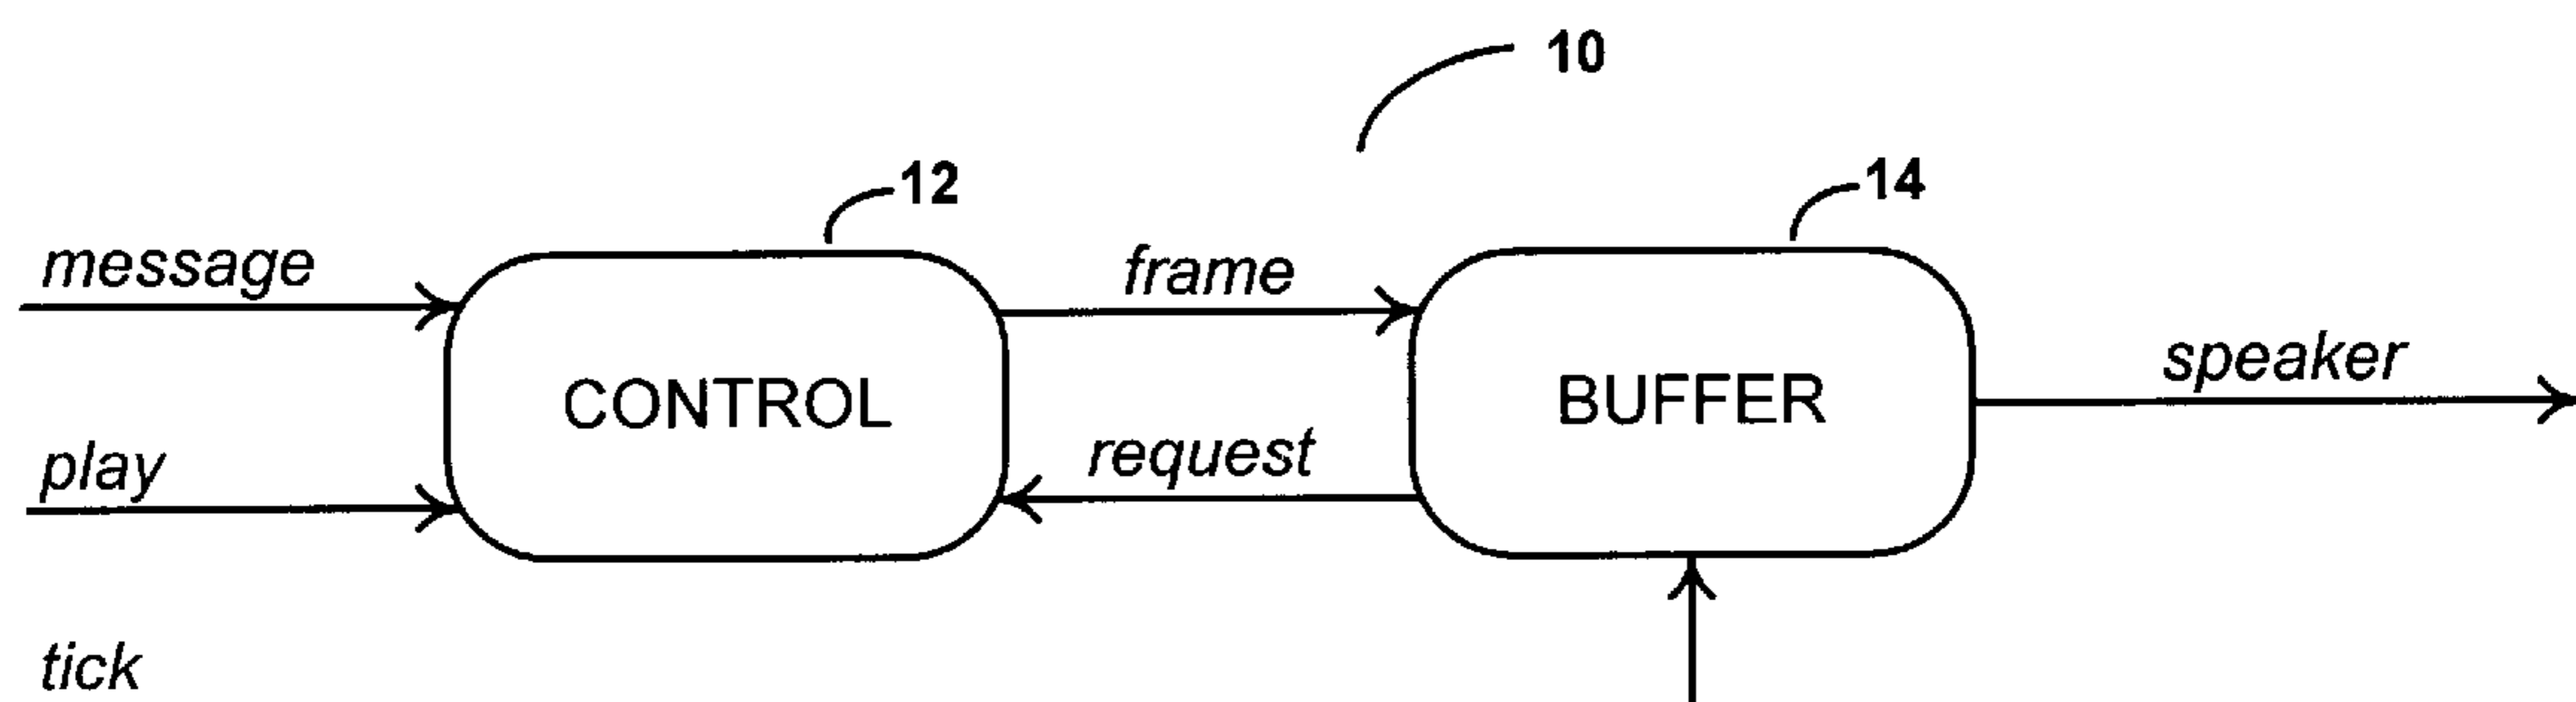 10
12
14
message
frame
speaker
CONTROL
BUFFER
play
request
tick